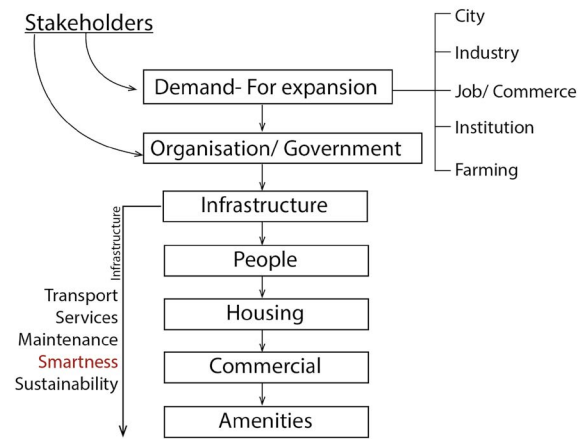 Stakeholders
City
Industry
Demand- For expansion
Job/ Commerce
Institution
Organisation/ Government
Farming
Infrastructure
Infrastructure
People
Transport
Services
Maintenance
Smartness
Sustainability
Housing
Commercial
Amenities